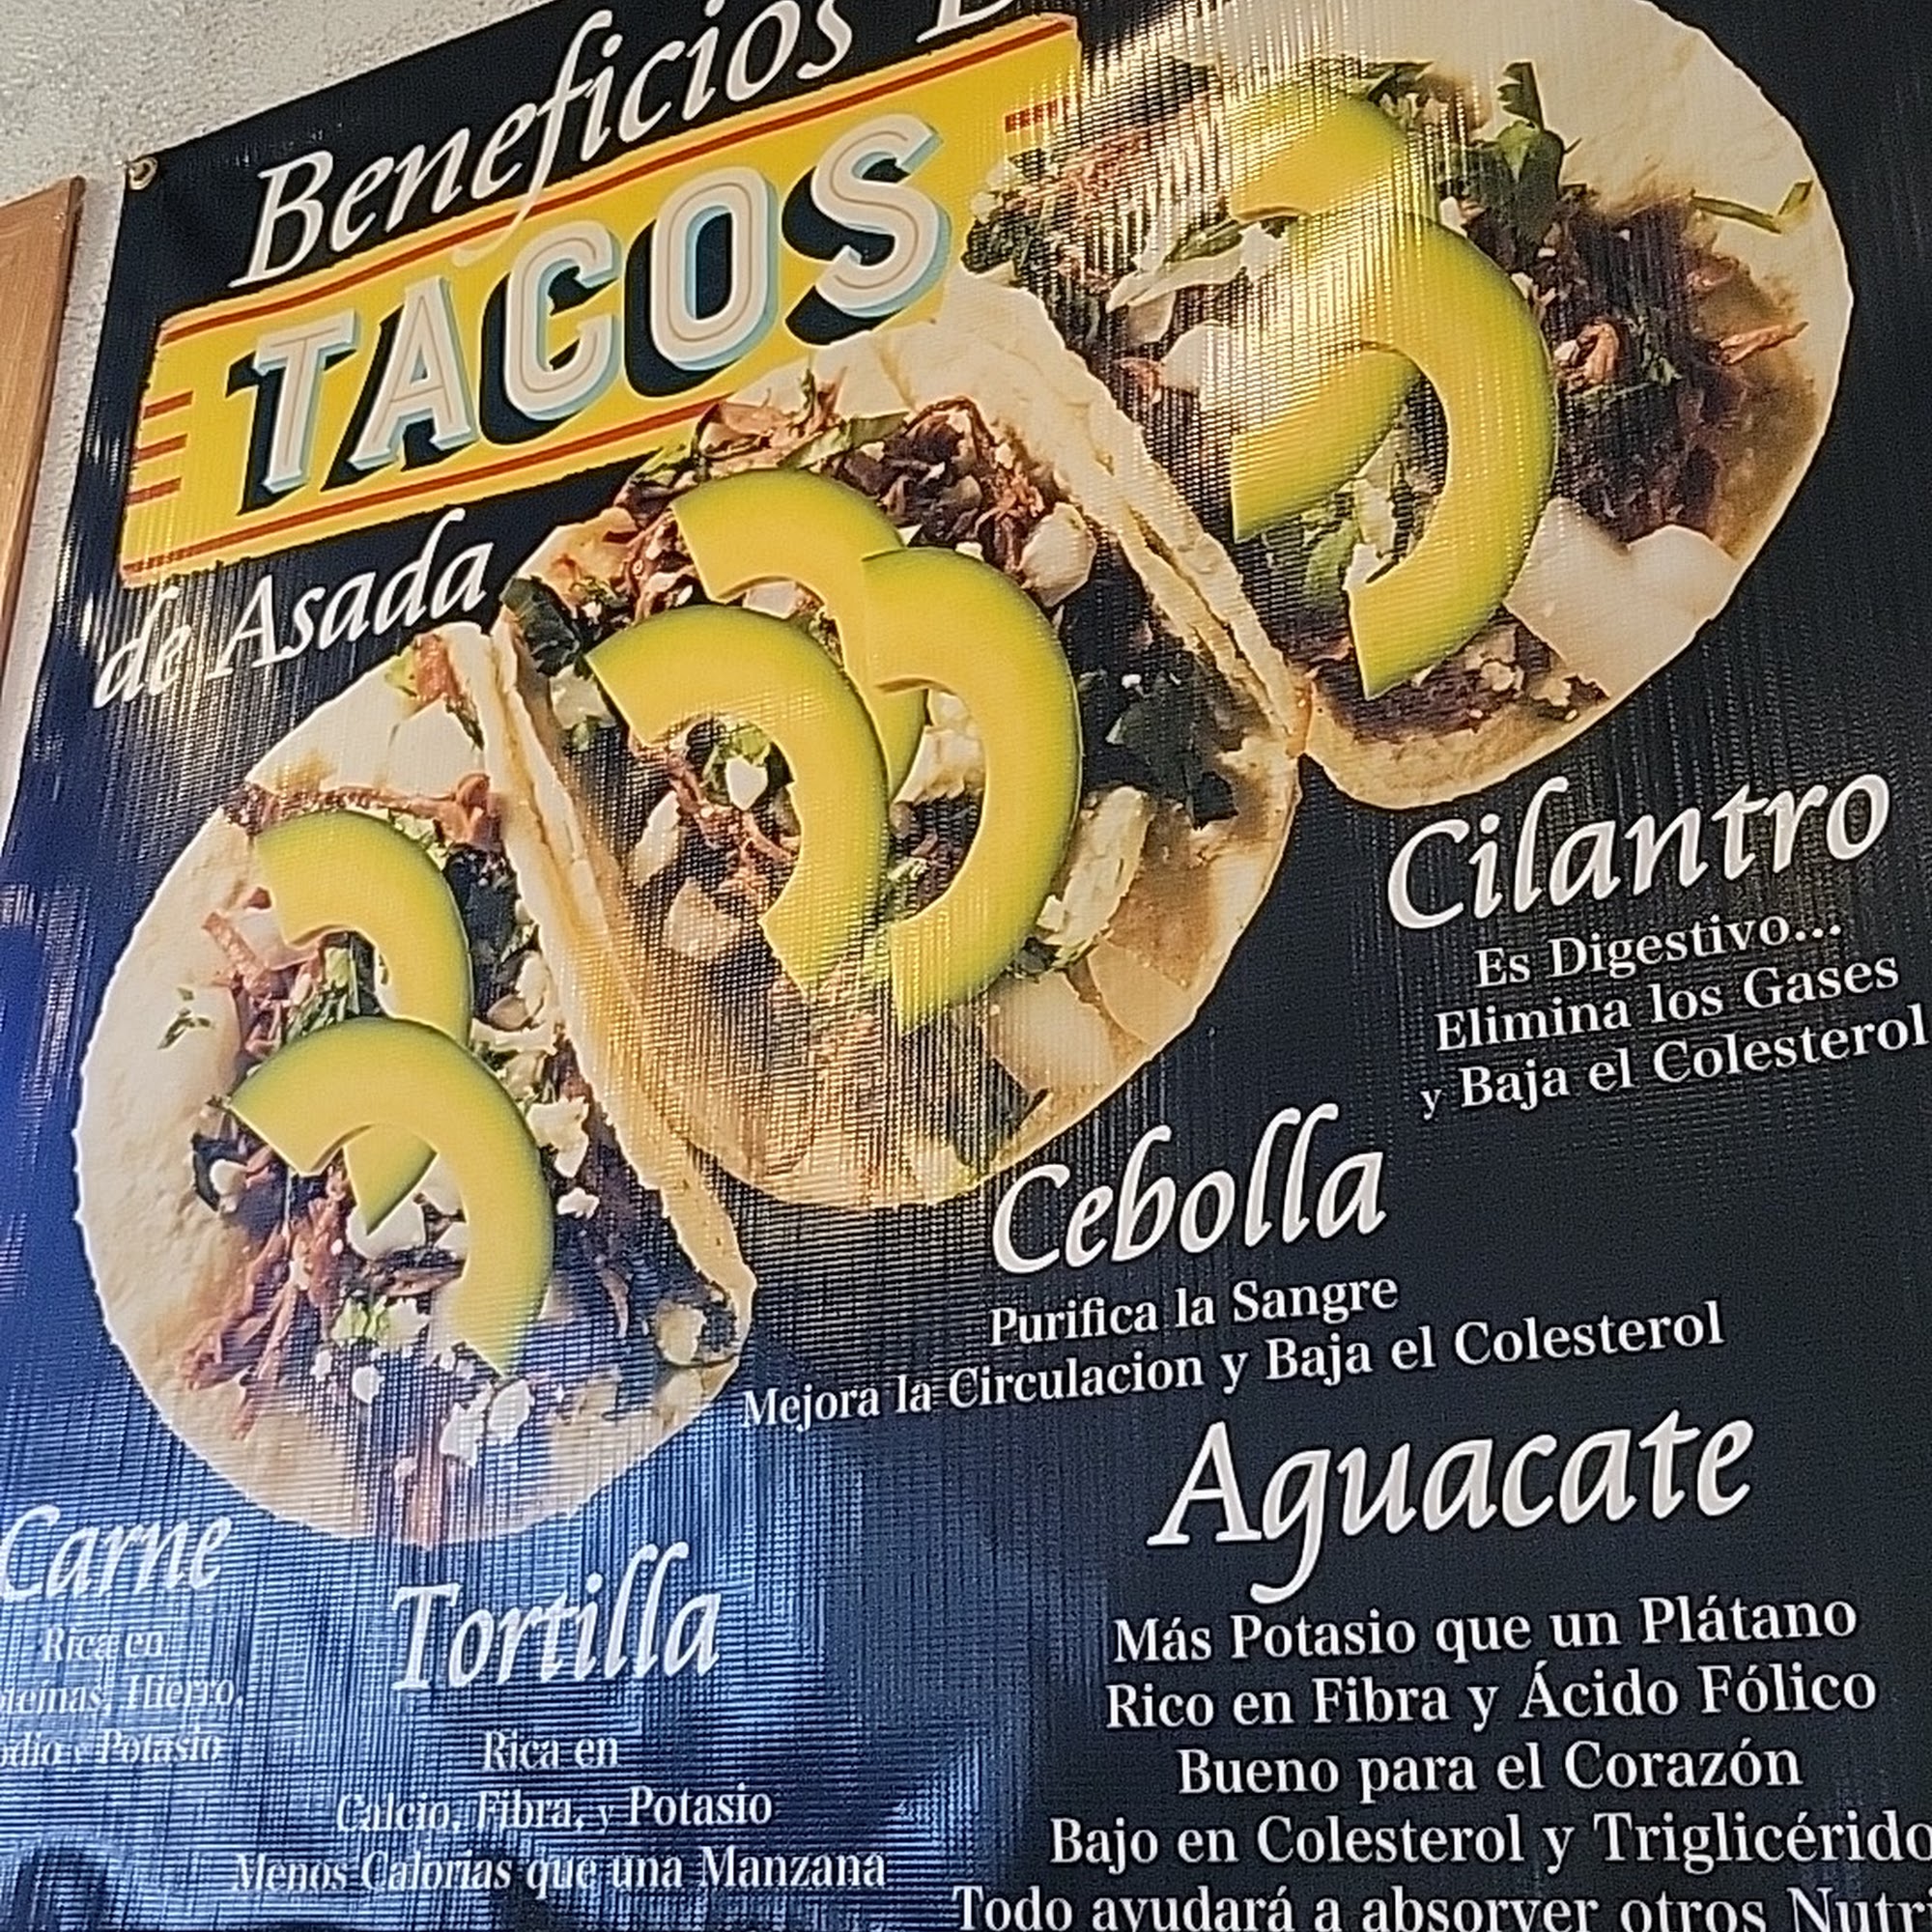 Beneficios
TACOS
de Asada
Cilantro
Es Digestivo...
Elimina los Gases
y Baja el Colesterol
Cebolla
Purifica la Sangre
Mejora la Circulacion y Baja el Colesterol
Aguacate
Más Potasio que un Plátano
Rico en Fibra y Ácido Fólico
Bueno para el Corazón
Bajo en Colesterol y Triglicérido
Todo ayudará a absorver otros Nutr
Carne
Rica en
Hierro,
y Potasio
Tortilla
Rica en
Calcio, Fibra, y Potasio
Menos Calorias que una Manzana